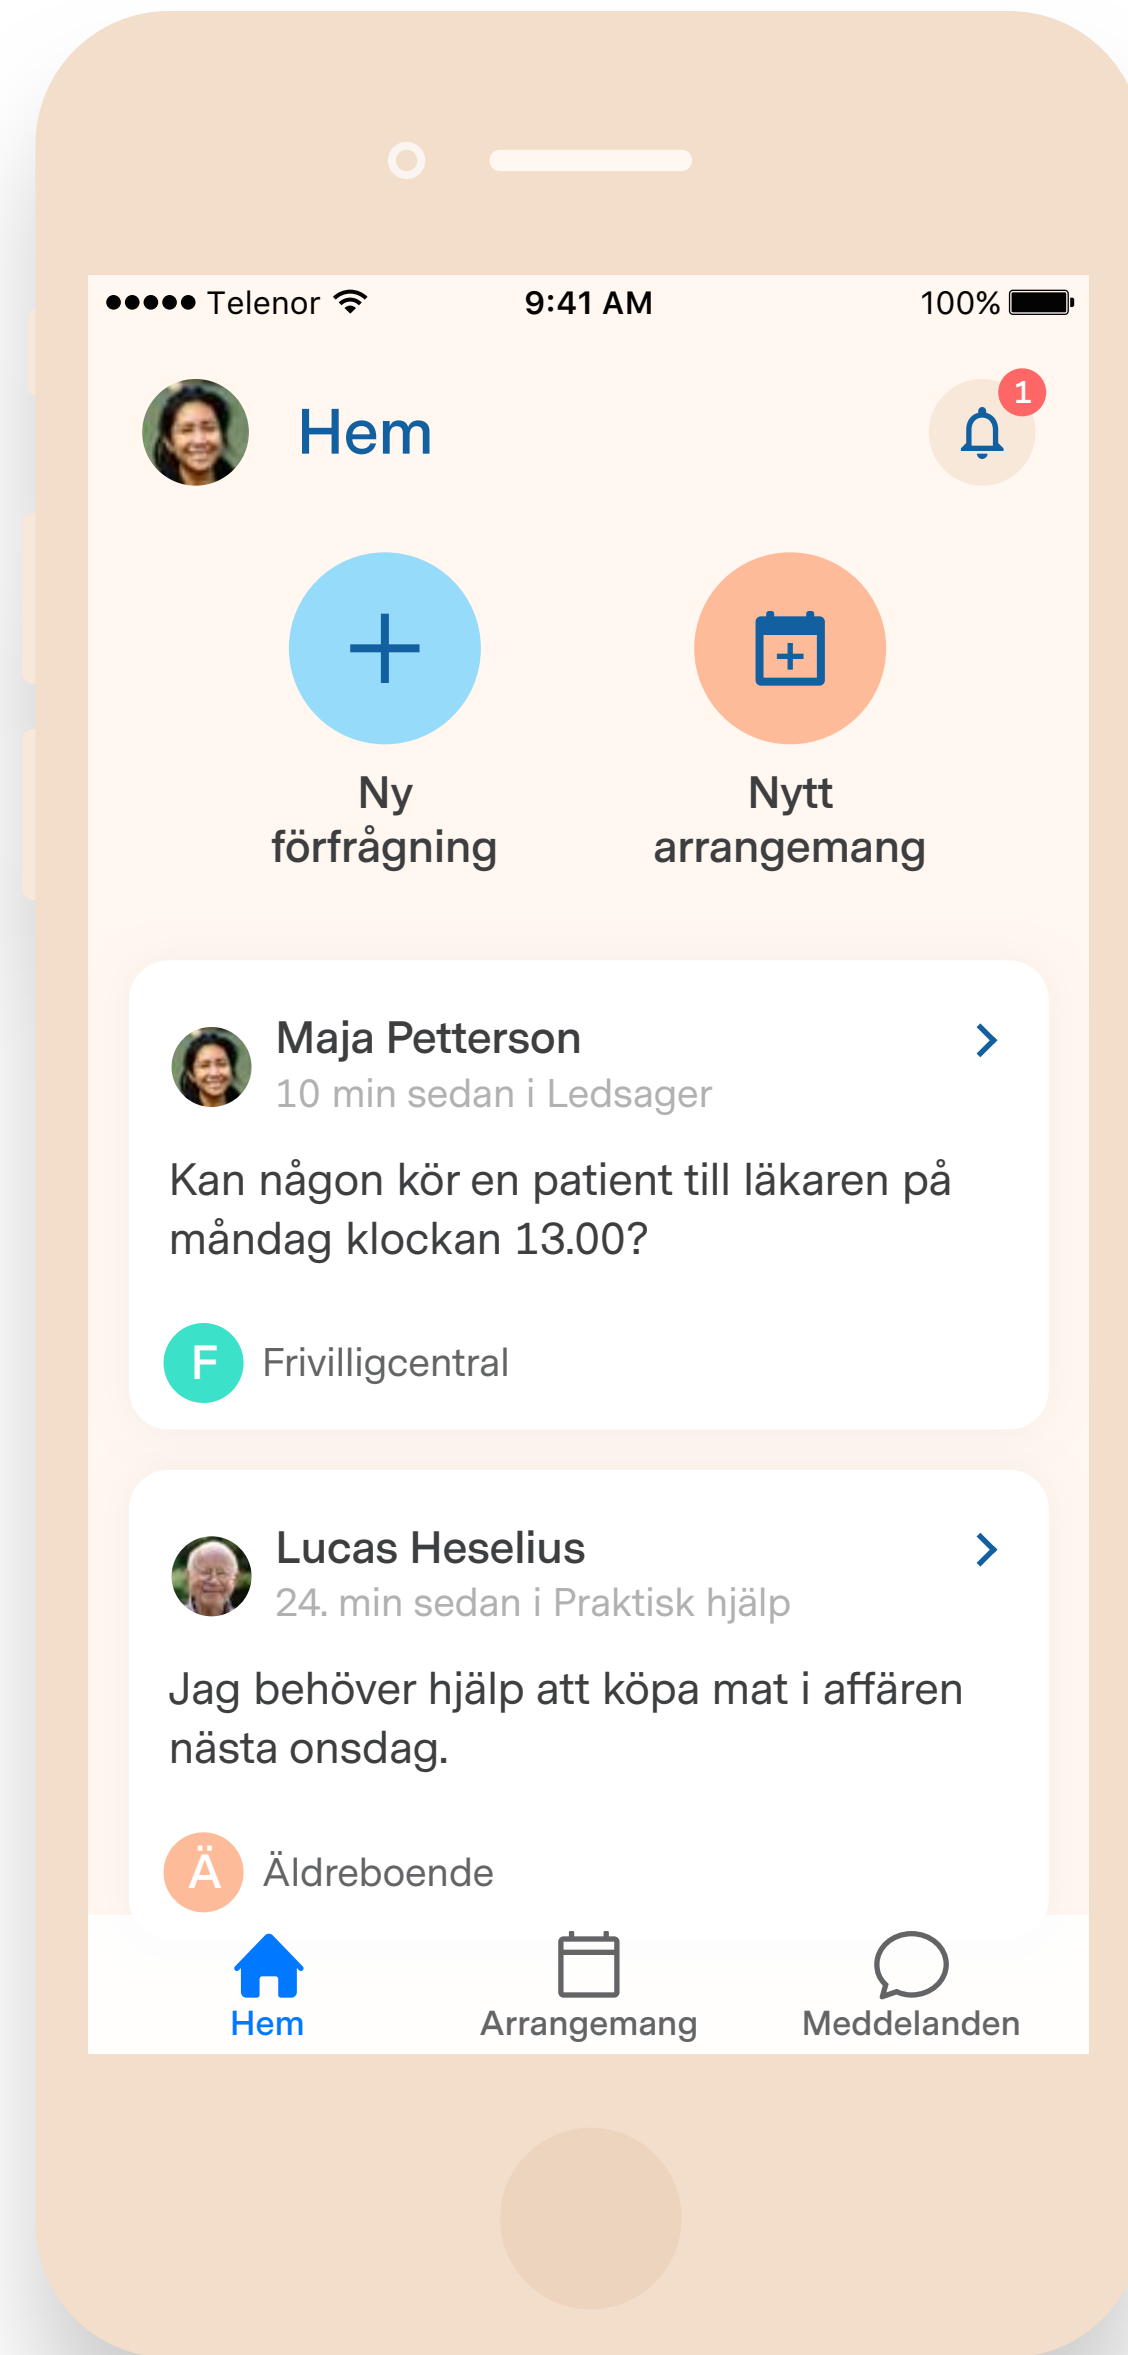 Telenor 9:41 AM 100%
Hem
1
Ny
förfrågning
Nytt
arrangemang
Maja Petterson
10 min sedan i Ledsager
Kan någon kör en patient till läkaren på
måndag klockan 13.00?
F Frivilligcentral
Lucas Heselius
24. min sedan i Praktisk hjälp
Jag behöver hjälp att köpa mat i affären
nästa onsdag.
Ä Äldreboende
Hem Arrangemang Meddelanden